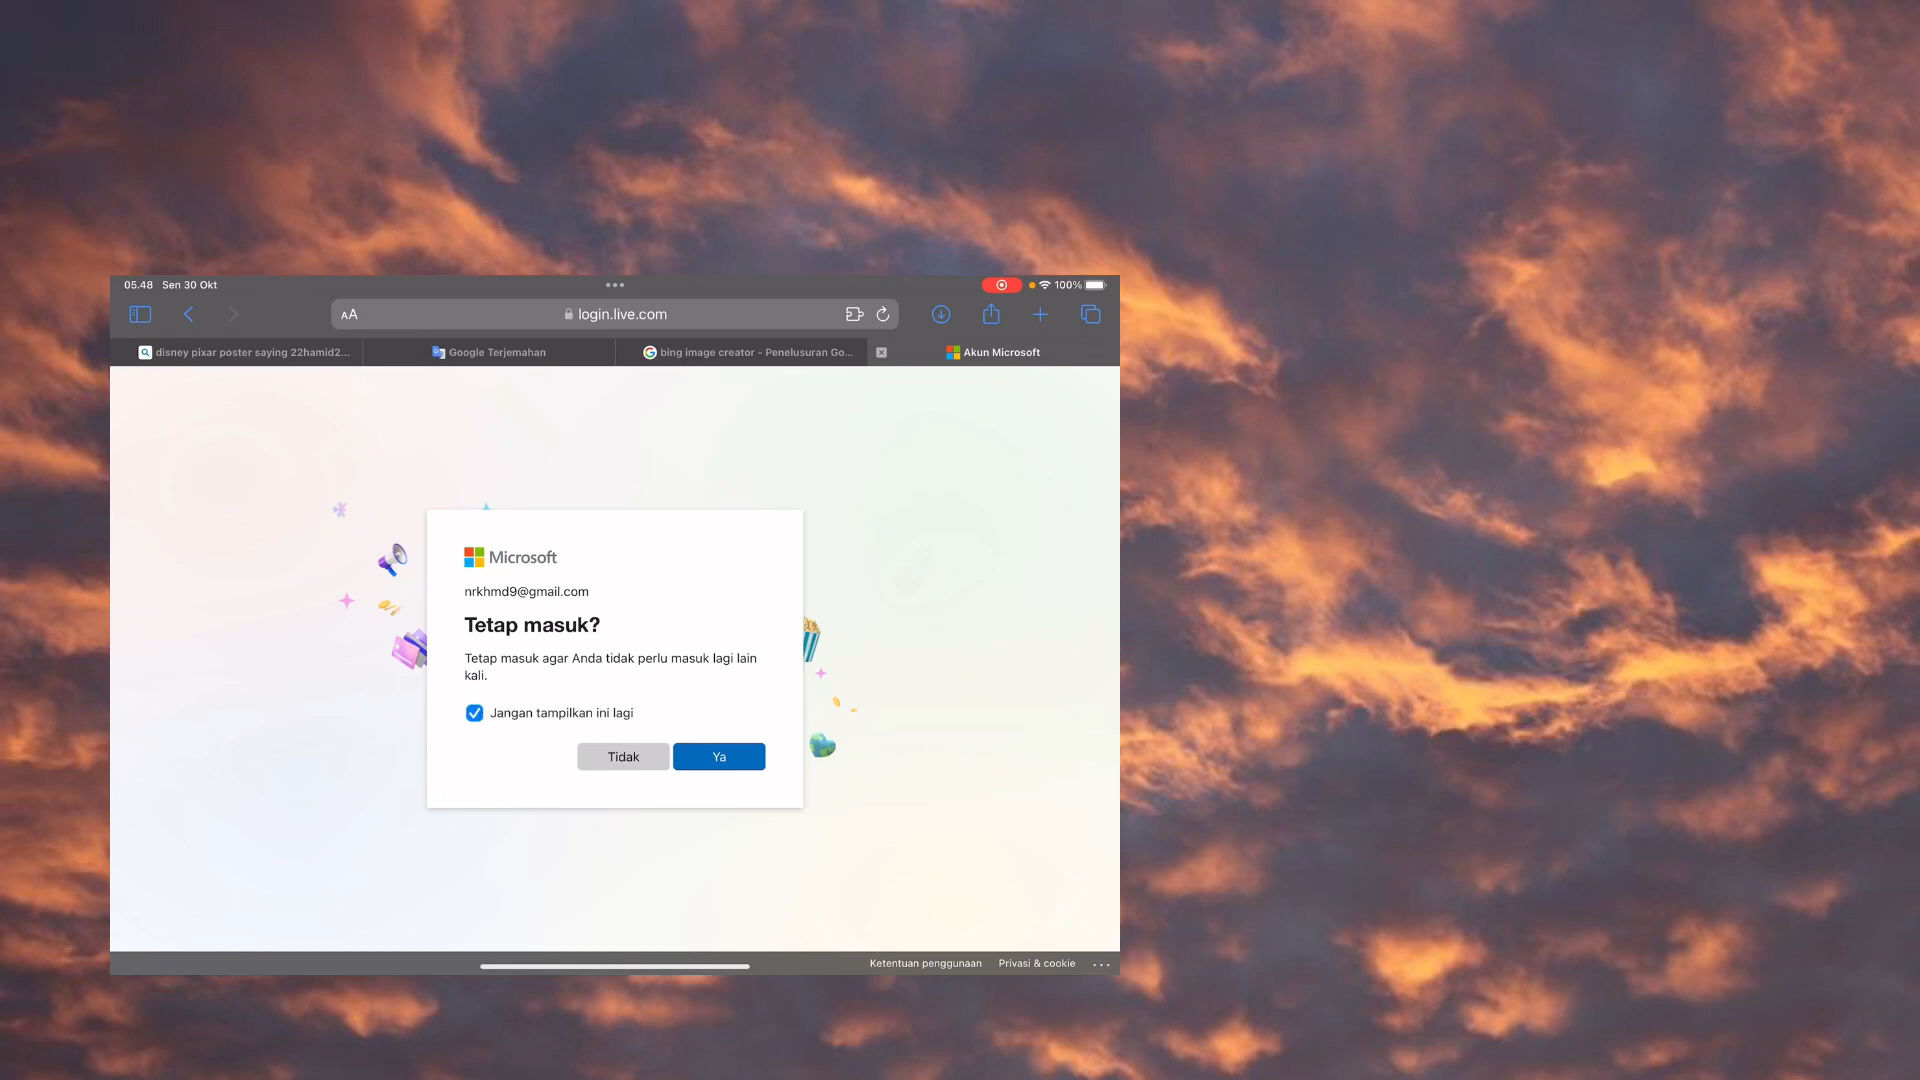 05.48 Sen 30 Okt
100%
AA
login.live.com
disney pixar poster saying 22hamid2...
Google Terjemahan
bing image creator - Penelusuran Go...
Akun Microsoft
Microsoft
nrkhmd9@gmail.com
Tetap masuk?
Tetap masuk agar Anda tidak perlu masuk lagi lain
kali.
Jangan tampilkan ini lagi
Tidak
Ya
Ketentuan penggunaan
Privasi & cookie